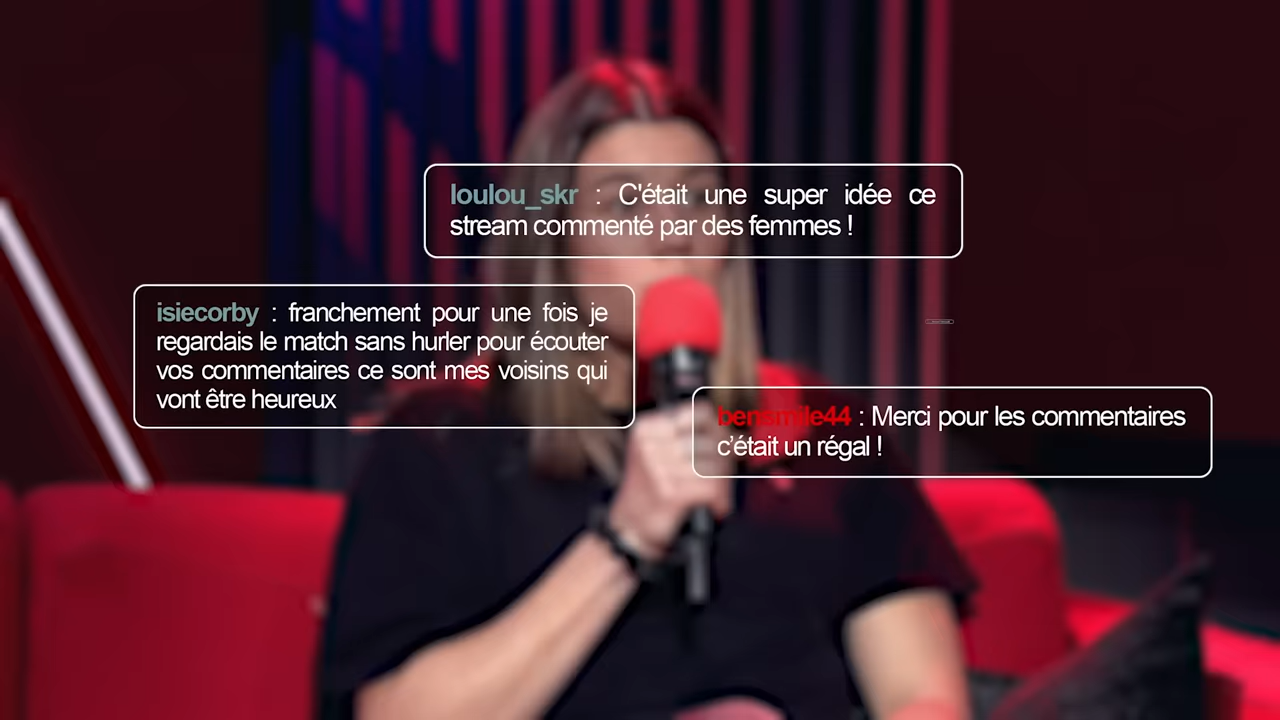 loulou_skr : C'était une super idée ce
stream commenté par des femmes !
isiecorby : franchement pour une fois je
regardais le match sans hurler pour écouter
vos commentaires ce sont mes voisins qui
vont être heureux
bensmile44 : Merci pour les commentaires
c'était un régal !